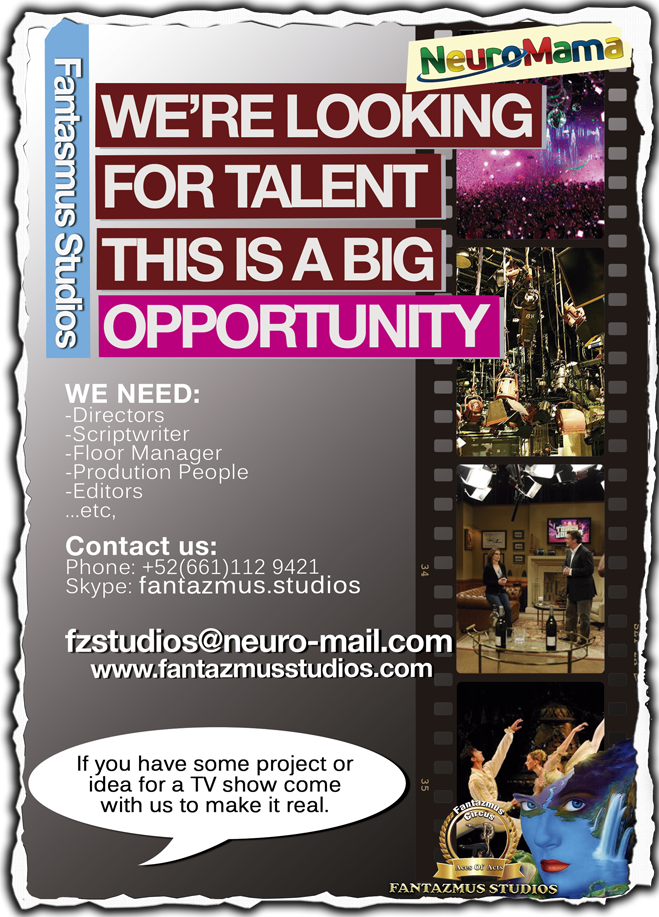 NeuroMama
Fantasmus Studios
WE'RE LOOKING
FOR TALENT
THIS IS A BIG
OPPORTUNITY
WE NEED:
-Directors
-Scriptwriter
-Floor Manager
-Prodution People
-Editors
...etc,
Contact us:
Phone: +52(661)112 9421
Skype: fantazmus.studios
fzstudios@neuro-mail.com
www.fantazmusstudios.com
34
35
If you have some project or
idea for a TV show come
with us to make it real.
Fantazmus
Circus
Aces Of Acts
FANTAZMUS STUDIOS